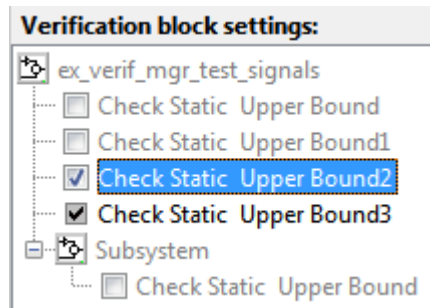 Verification block settings:
ex_verif_mgr_test_signals
Check Static Upper Bound
Check Static Upper Bound1
Check Static Upper Bound2
Check Static Upper Bound3
Subsystem
Check Static Upper Bound